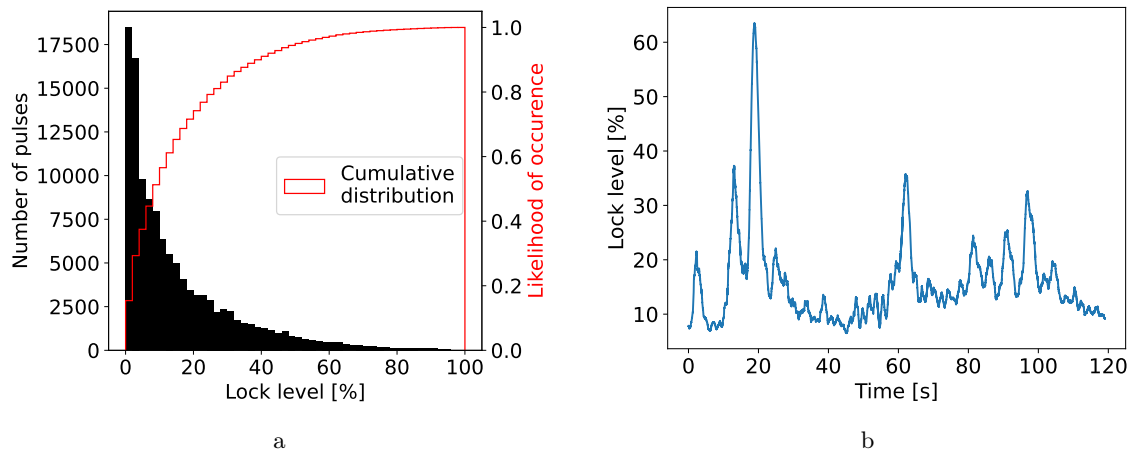 17500
15000
12500
10000
7500
5000
2500
0
Number of pulses
1.0
0.8
0.6
0.4
0.2
0.0
Likelihood of occurence
Cumulative
distribution
0 20 40 60 80 100
Lock level [%]
a
60
50
40
30
20
10
Lock level [%]
0 20 40 60 80 100 120
Time [s]
b